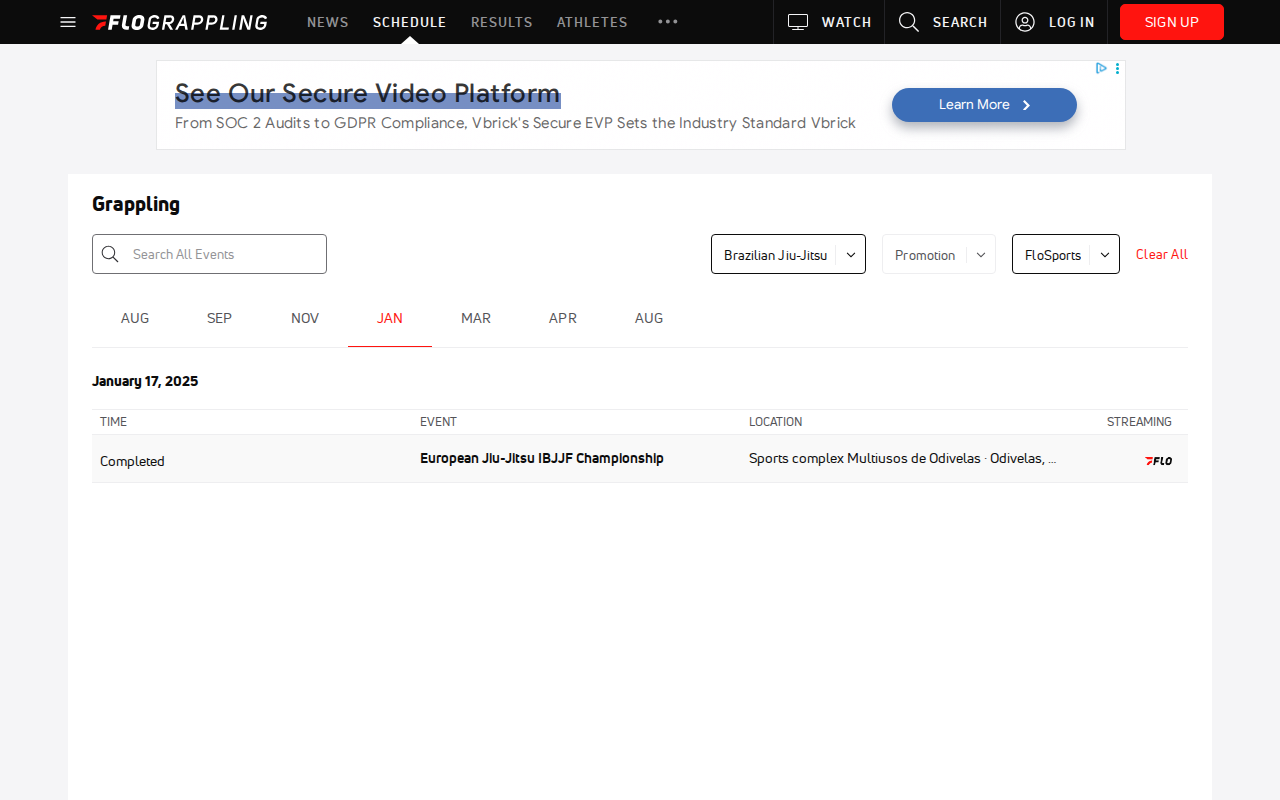 FLOGRAPPLING NEWS SCHEDULE RESULTS ATHLETES WATCH SEARCH LOG IN SIGN UP
See Our Secure Video Platform
From SOC 2 Audits to GDPR Compliance, Vbrick's Secure EVP Sets the Industry Standard Vbrick
Learn More
Grappling
Search All Events Brazilian Jiu-Jitsu Promotion FloSports Clear All
AUG SEP NOV JAN MAR APR AUG
January 17, 2025
TIME EVENT LOCATION STREAMING
Completed European Jiu-Jitsu IBJJF Championship Sports complex Multiusos de Odivelas · Odivelas, ... FLO